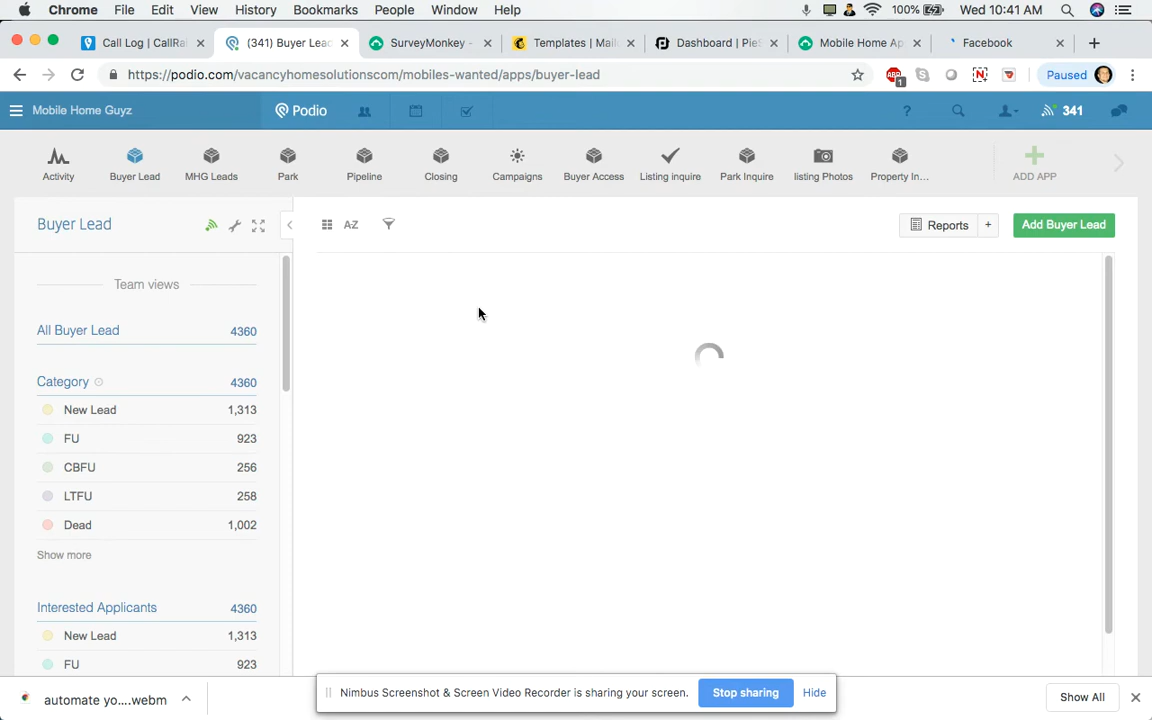 Chrome File Edit View History Bookmarks People Window Help 100% Wed 10:41 AM
Call Log | CallRai (341) Buyer Lead SurveyMonkey - Templates | Mail Dashboard | PieS Mobile Home Ap Facebook
https://podio.com/vacancyhomesolutionscom/mobiles-wanted/apps/buyer-lead ABP 1 Paused
Mobile Home Guyz Podio ? 341
Activity Buyer Lead MHG Leads Park Pipeline Closing Campaigns Buyer Access Listing inquire Park Inquire listing Photos Property In... ADD APP
Buyer Lead A-Z Reports + Add Buyer Lead
Team views
All Buyer Lead 4360
Category 4360
New Lead 1,313
FU 923
CBFU 256
LTFU 258
Dead 1,002
Show more
Interested Applicants 4360
New Lead 1,313
FU 923
Nimbus Screenshot & Screen Video Recorder is sharing your screen. Stop sharing Hide
automate yo....webm Show All